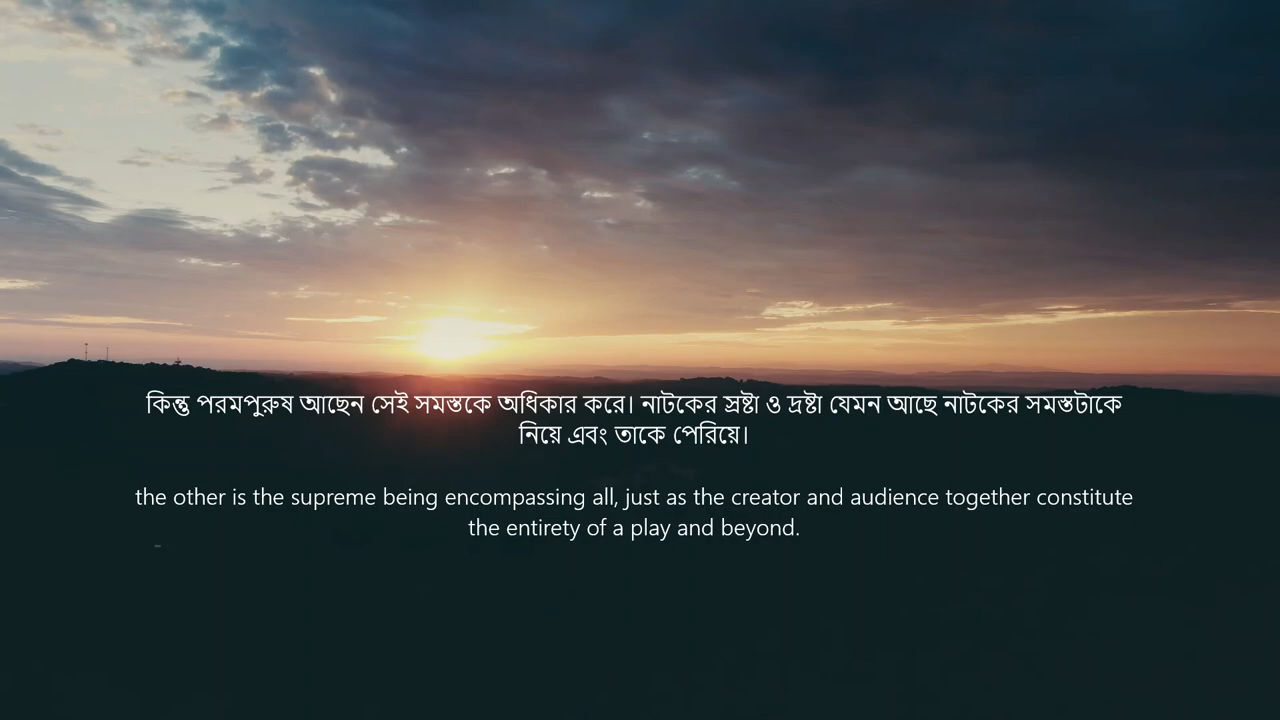 কিন্তু পরমপুরুষ আছেন সেই সমস্তকে অধিকার করে। নাটকের স্রষ্টা ও দ্রষ্টা যেমন আছে নাটকের সমস্তটাকে
নিয়ে এবং তাকে পেরিয়ে।
the other is the supreme being encompassing all, just as the creator and audience together constitute
the entirety of a play and beyond.